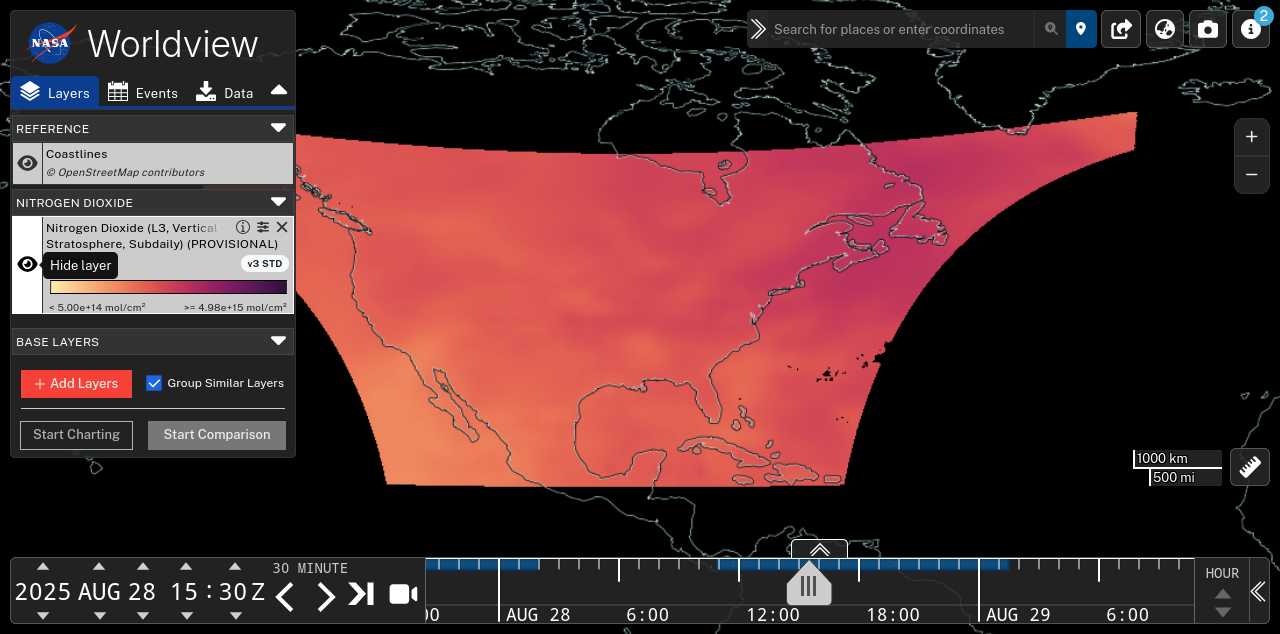 NASA
Worldview
Layers
Events
Data
REFERENCE
Coastlines
© OpenStreetMap contributors
NITROGEN DIOXIDE
Nitrogen Dioxide (L3, Vertical
Stratosphere, Subdaily) (PROVISIONAL)
Hide layer
v3 STD
< 5.00e+14 mol/cm²
>= 4.98e+15 mol/cm²
BASE LAYERS
+ Add Layers
Group Similar Layers
Start Charting
Start Comparison
Search for places or enter coordinates
2
+
−
1000 km
500 mi
2025 AUG 28 15 : 30 Z
30 MINUTE
AUG 28
6:00
12:00
18:00
AUG 29
6:00
HOUR